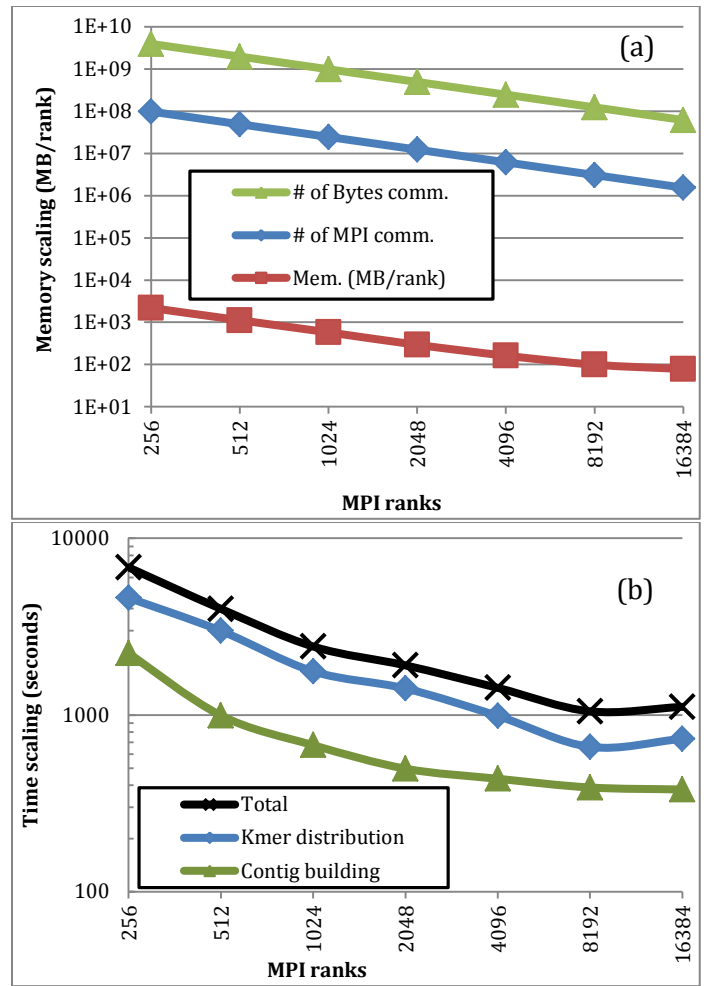 (a)
1E+10
1E+09
1E+08
1E+07
1E+06
1E+05
1E+04
1E+03
1E+02
1E+01
Memory scaling (MB/rank)
# of Bytes comm.
# of MPI comm.
Mem. (MB/rank)
256
512
1024
2048
4096
8192
16384
MPI ranks
(b)
10000
1000
100
Time scaling (seconds)
Total
Kmer distribution
Contig building
256
512
1024
2048
4096
8192
16384
MPI ranks